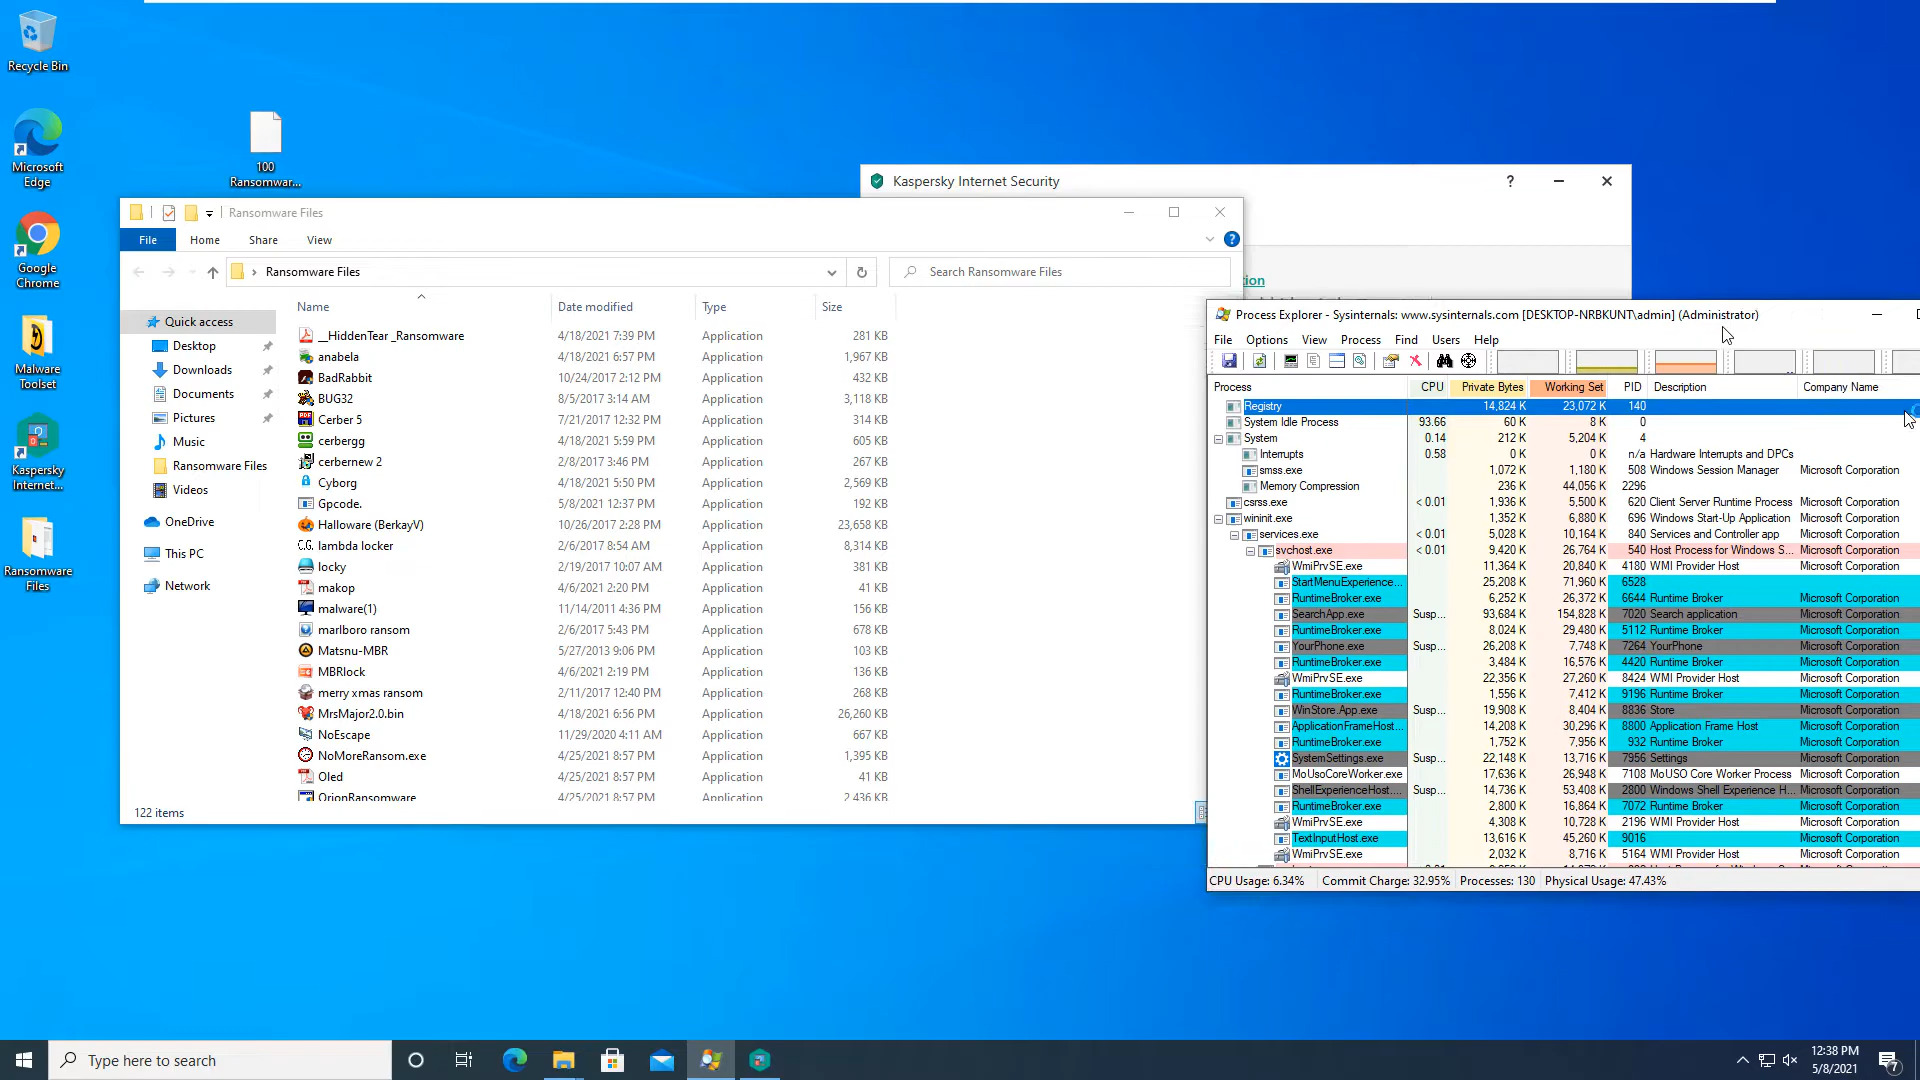 Recycle Bin
Microsoft
Edge
Google
Chrome
Malware
Toolset
Kaspersky
Internet...
Ransomware
Files
100
Ransomwar...
Kaspersky Internet Security
?
Ransomware Files
File Home Share View
Ransomware Files
Search Ransomware Files
Name Date modified Type Size
Quick access
Desktop
Downloads
Documents
Pictures
Music
Ransomware Files
Videos
OneDrive
This PC
Network
__HiddenTear _Ransomware 4/18/2021 7:39 PM Application 281 KB
anabela 4/18/2021 6:57 PM Application 1,967 KB
BadRabbit 10/24/2017 2:12 PM Application 432 KB
BUG32 8/5/2017 3:14 AM Application 3,118 KB
Cerber 5 7/21/2017 12:32 PM Application 314 KB
cerbergg 4/18/2021 5:59 PM Application 605 KB
cerbernew 2 2/8/2017 3:46 PM Application 267 KB
Cyborg 4/18/2021 5:50 PM Application 2,569 KB
Gpcode. 5/8/2021 12:37 PM Application 192 KB
Halloware (BerkayV) 10/26/2017 2:28 PM Application 23,658 KB
lambda locker 2/6/2017 8:54 AM Application 8,314 KB
locky 2/19/2017 10:07 AM Application 381 KB
makop 4/6/2021 2:20 PM Application 41 KB
malware(1) 11/14/2011 4:36 PM Application 156 KB
marlboro ransom 2/6/2017 5:43 PM Application 678 KB
Matsnu-MBR 5/27/2013 9:06 PM Application 103 KB
MBRlock 4/6/2021 2:19 PM Application 136 KB
merry xmas ransom 2/11/2017 12:40 PM Application 268 KB
MrsMajor2.0.bin 4/18/2021 6:56 PM Application 26,260 KB
NoEscape 11/29/2020 4:11 AM Application 667 KB
NoMoreRansom.exe 4/25/2021 8:57 PM Application 1,395 KB
Oled 4/25/2021 8:57 PM Application 41 KB
OrionRansomware 4/25/2021 8:57 PM Application 2,436 KB
122 items
tion
Process Explorer - Sysinternals: www.sysinternals.com [DESKTOP-NRBKUNT\admin] (Administrator)
File Options View Process Find Users Help
Process CPU Private Bytes Working Set PID Description Company Name
Registry 14,824 K 23,072 K 140
System Idle Process 93.66 60 K 8 K 0
System 0.14 212 K 5,204 K 4
Interrupts 0.58 0 K 0 K n/a Hardware Interrupts and DPCs
smss.exe 1,072 K 1,180 K 508 Windows Session Manager Microsoft Corporation
Memory Compression 236 K 44,056 K 2296
csrss.exe < 0.01 1,936 K 5,500 K 620 Client Server Runtime Process Microsoft Corporation
wininit.exe 1,352 K 6,880 K 696 Windows Start-Up Application Microsoft Corporation
services.exe < 0.01 5,028 K 10,164 K 840 Services and Controller app Microsoft Corporation
svchost.exe < 0.01 9,420 K 26,764 K 540 Host Process for Windows S... Microsoft Corporation
WmiPrvSE.exe 11,364 K 20,840 K 4180 WMI Provider Host Microsoft Corporation
StartMenuExperience... 25,208 K 71,960 K 6528
RuntimeBroker.exe 6,252 K 26,372 K 6644 Runtime Broker Microsoft Corporation
SearchApp.exe Susp... 93,684 K 154,828 K 7020 Search application Microsoft Corporation
RuntimeBroker.exe 8,024 K 29,480 K 5112 Runtime Broker Microsoft Corporation
YourPhone.exe Susp... 26,208 K 7,748 K 7264 YourPhone Microsoft Corporation
RuntimeBroker.exe 3,484 K 16,576 K 4420 Runtime Broker Microsoft Corporation
WmiPrvSE.exe 22,356 K 27,260 K 8424 WMI Provider Host Microsoft Corporation
RuntimeBroker.exe 1,556 K 7,412 K 9196 Runtime Broker Microsoft Corporation
WinStore.App.exe Susp... 19,908 K 8,404 K 8836 Store Microsoft Corporation
ApplicationFrameHost... 14,208 K 30,296 K 8800 Application Frame Host Microsoft Corporation
RuntimeBroker.exe 1,752 K 7,956 K 932 Runtime Broker Microsoft Corporation
SystemSettings.exe Susp... 22,148 K 13,716 K 7956 Settings Microsoft Corporation
MoUsoCoreWorker.exe 17,636 K 26,948 K 7108 MoUSO Core Worker Process Microsoft Corporation
ShellExperienceHost.... Susp... 14,736 K 53,408 K 2800 Windows Shell Experience H... Microsoft Corporation
RuntimeBroker.exe 2,800 K 16,864 K 7072 Runtime Broker Microsoft Corporation
WmiPrvSE.exe 4,308 K 10,728 K 2196 WMI Provider Host Microsoft Corporation
TextInputHost.exe 13,616 K 45,260 K 9016 Microsoft Corporation
WmiPrvSE.exe 2,032 K 8,716 K 5164 WMI Provider Host Microsoft Corporation
CPU Usage: 6.34% Commit Charge: 32.95% Processes: 130 Physical Usage: 47.43%
Type here to search
12:38 PM
5/8/2021
7